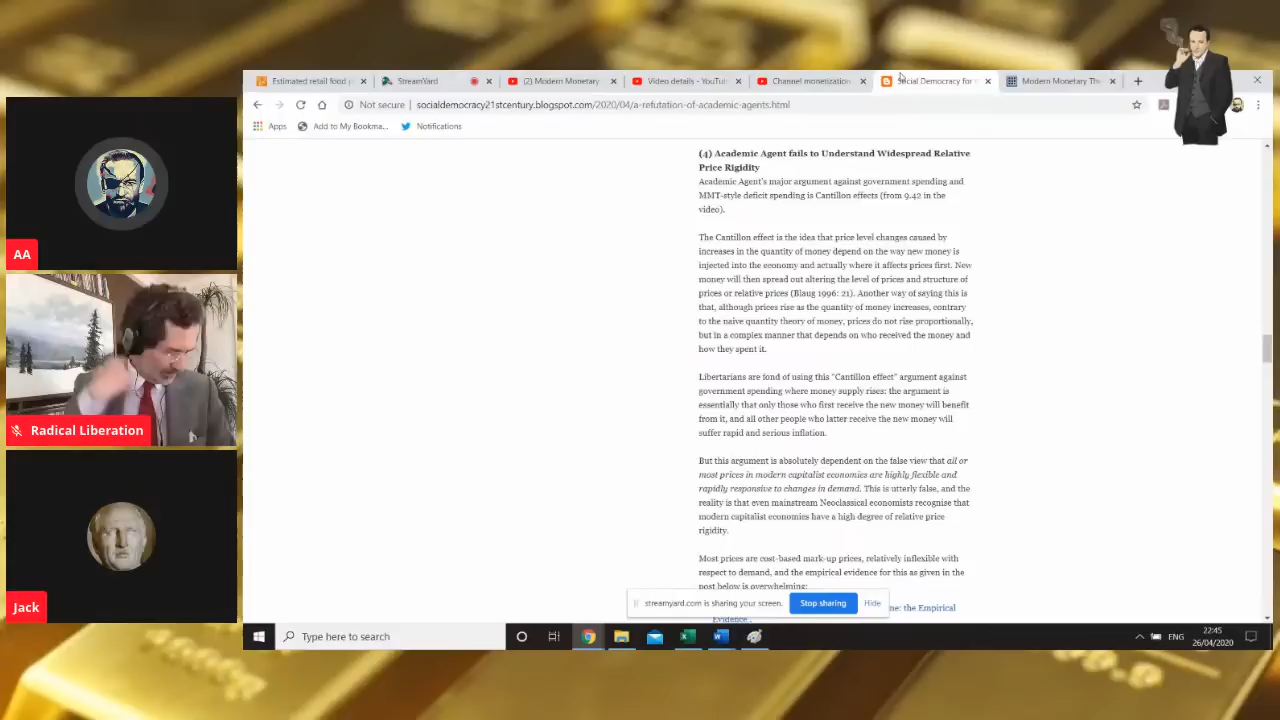 Estimated retail food p
StreamYard
(2) Modern Monetary
Video details - YouTub
Channel monetization
Social Democracy for
Modern Monetary The
Not secure
socialdemocracy21stcentury.blogspot.com/2020/04/a-refutation-of-academic-agents.html
Apps
Add to My Bookma...
Notifications
(4) Academic Agent fails to Understand Widespread Relative
Price Rigidity
Academic Agent's major argument against government spending and
MMT-style deficit spending is Cantillon effects (from 9.42 in the
video).
The Cantillon effect is the idea that price level changes caused by
increases in the quantity of money depend on the way new money is
injected into the economy and actually where it affects prices first. New
money will then spread out altering the level of prices and structure of
prices or relative prices (Blaug 1996: 21). Another way of saying this is
that, although prices rise as the quantity of money increases, contrary
to the naive quantity theory of money, prices do not rise proportionally,
but in a complex manner that depends on who received the money and
how they spent it.
Libertarians are fond of using this "Cantillon effect" argument against
government spending where money supply rises: the argument is
essentially that only those who first receive the new money will benefit
from it, and all other people who latter receive the new money will
suffer rapid and serious inflation.
But this argument is absolutely dependent on the false view that all or
most prices in modern capitalist economies are highly flexible and
rapidly responsive to changes in demand. This is utterly false, and the
reality is that even mainstream Neoclassical economists recognise that
modern capitalist economies have a high degree of relative price
rigidity.
Most prices are cost-based mark-up prices, relatively inflexible with
respect to demand, and the empirical evidence for this as given in the
post below is overwhelming:
ne: the Empirical
Evidence
streamyard.com is sharing your screen.
Stop sharing
Hide
AA
Radical Liberation
Jack
Type here to search
ENG
22:45
26/04/2020